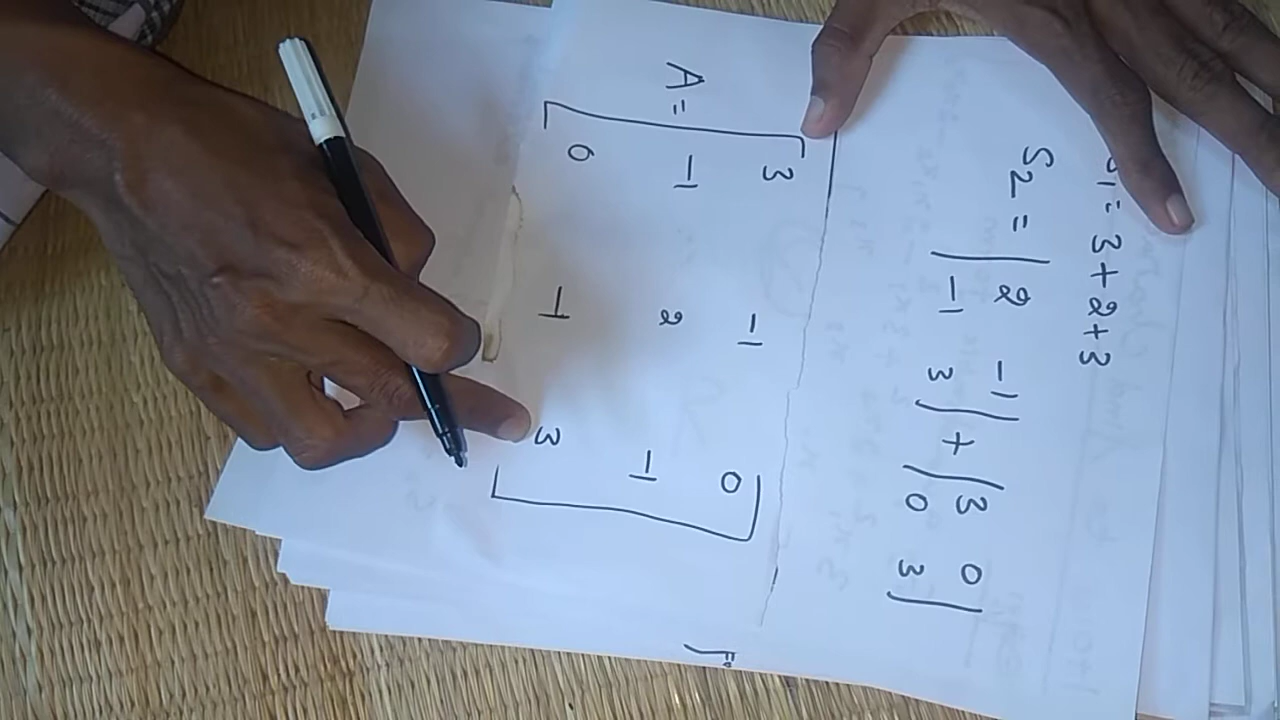 S₁ = 3 + 2 + 3
S₂ = | 2 -1 | + | 3 0 |
| -1 3 | | 0 3 |
[ 3 -1 0 ]
A = [ -1 2 -1 ]
[ 0 -1 3 ]